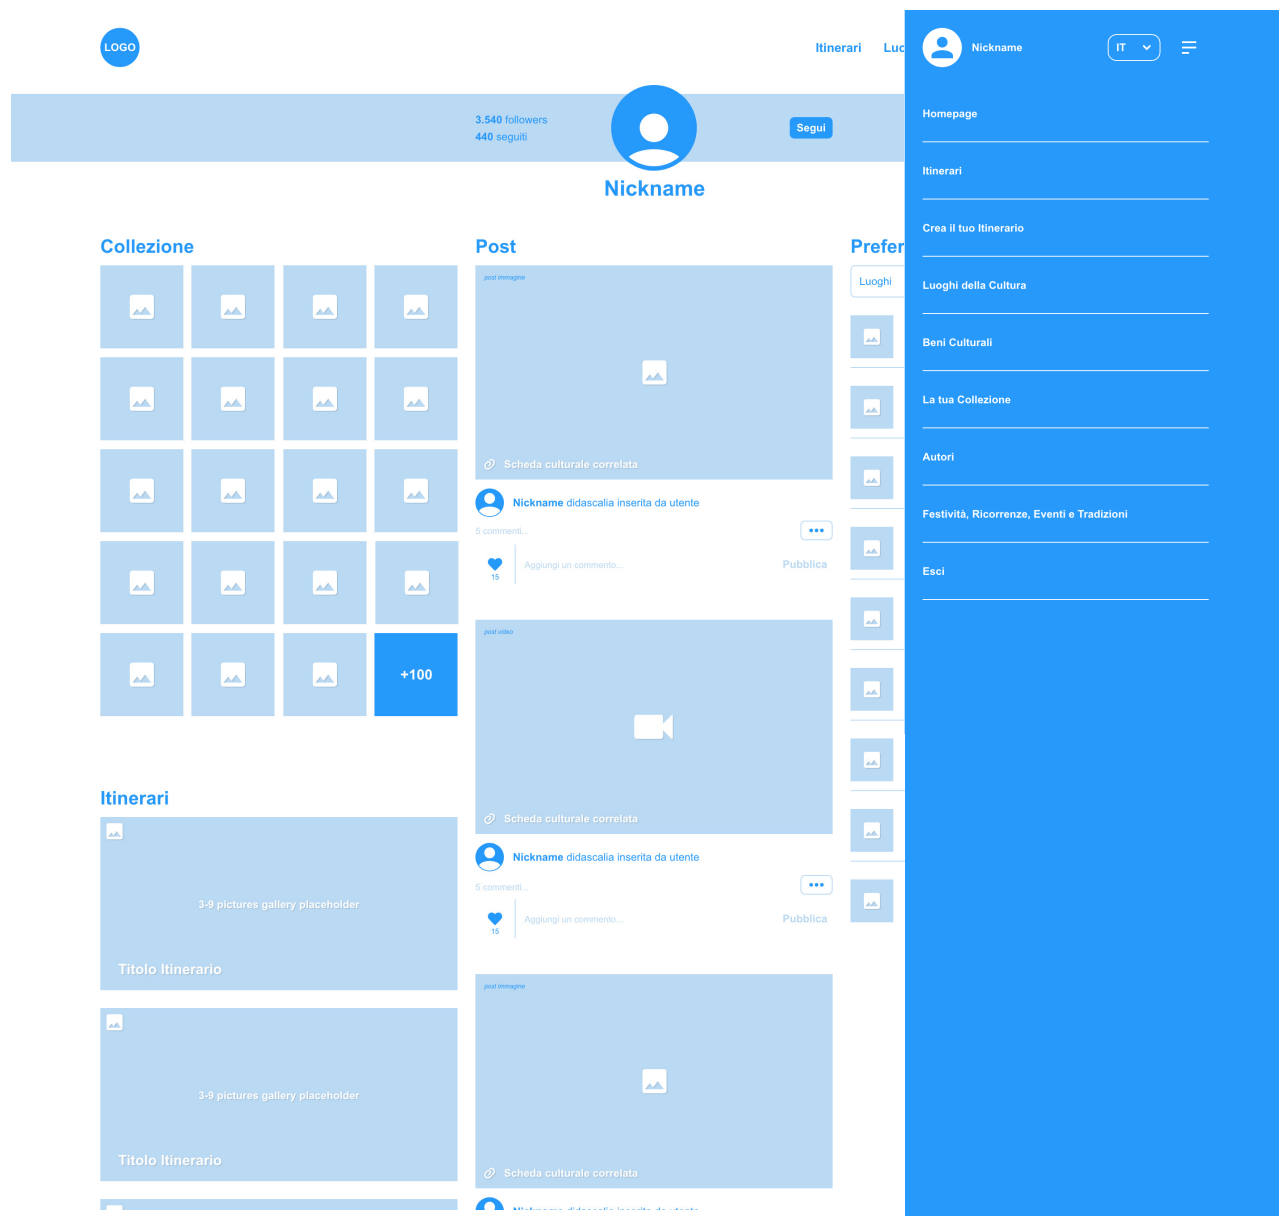 LOGO
Itinerari
Nickname
IT
3.540 followers
440 seguiti
Segui
Nickname
Collezione
+100
Itinerari
3-9 pictures gallery placeholder
Titolo Itinerario
3-9 pictures gallery placeholder
Titolo Itinerario
Post
post immagine
Scheda culturale correlata
Nickname didascalia inserita da utente
5 commenti...
15
Aggiungi un commento...
Pubblica
post video
Scheda culturale correlata
Nickname didascalia inserita da utente
5 commenti...
15
Aggiungi un commento...
Pubblica
post immagine
Scheda culturale correlata
Luoghi
Homepage
Itinerari
Crea il tuo Itinerario
Luoghi della Cultura
Beni Culturali
La tua Collezione
Autori
Festività, Ricorrenze, Eventi e Tradizioni
Esci